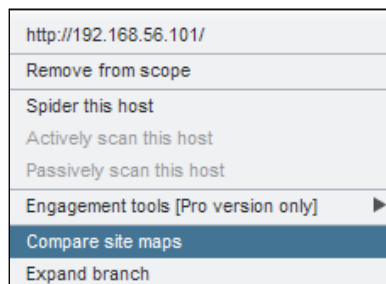 http://192.168.56.101/
Remove from scope
Spider this host
Actively scan this host
Passively scan this host
Engagement tools [Pro version only]
Compare site maps
Expand branch